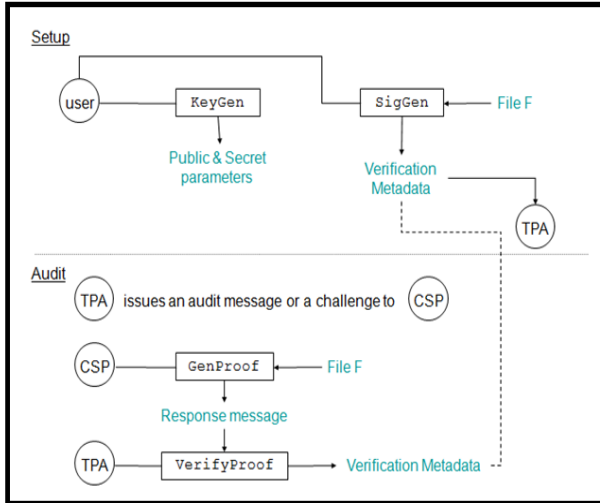 Setup
user
KeyGen
SigGen
File F
Public & Secret
parameters
Verification
Metadata
TPA
Audit
TPA issues an audit message or a challenge to CSP
CSP
GenProof
File F
Response message
TPA
VerifyProof
Verification Metadata